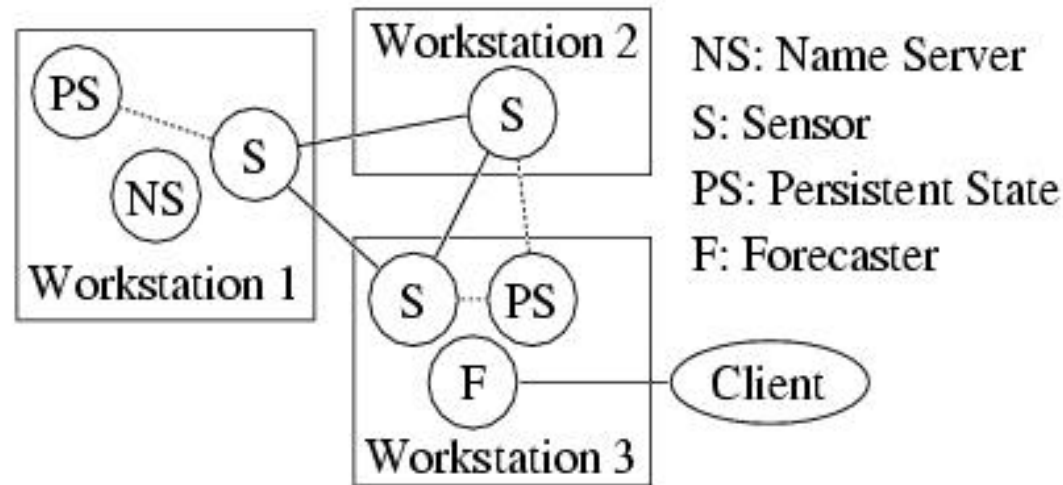 PS
S
NS
Workstation 1
Workstation 2
S
S
PS
F
Workstation 3
Client
NS: Name Server
S: Sensor
PS: Persistent State
F: Forecaster